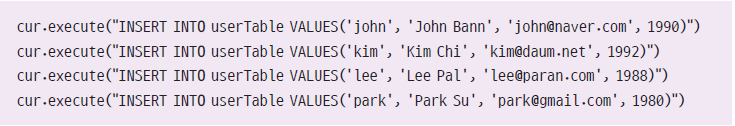 cur.execute("INSERT INTO userTable VALUES('john', 'John Bann', 'john@naver.com', 1990)")
cur.execute("INSERT INTO userTable VALUES('kim', 'Kim Chi', 'kim@daum.net', 1992)")
cur.execute("INSERT INTO userTable VALUES('lee', 'Lee Pal', 'lee@paran.com', 1988)")
cur.execute("INSERT INTO userTable VALUES('park', 'Park Su', 'park@gmail.com', 1980)")